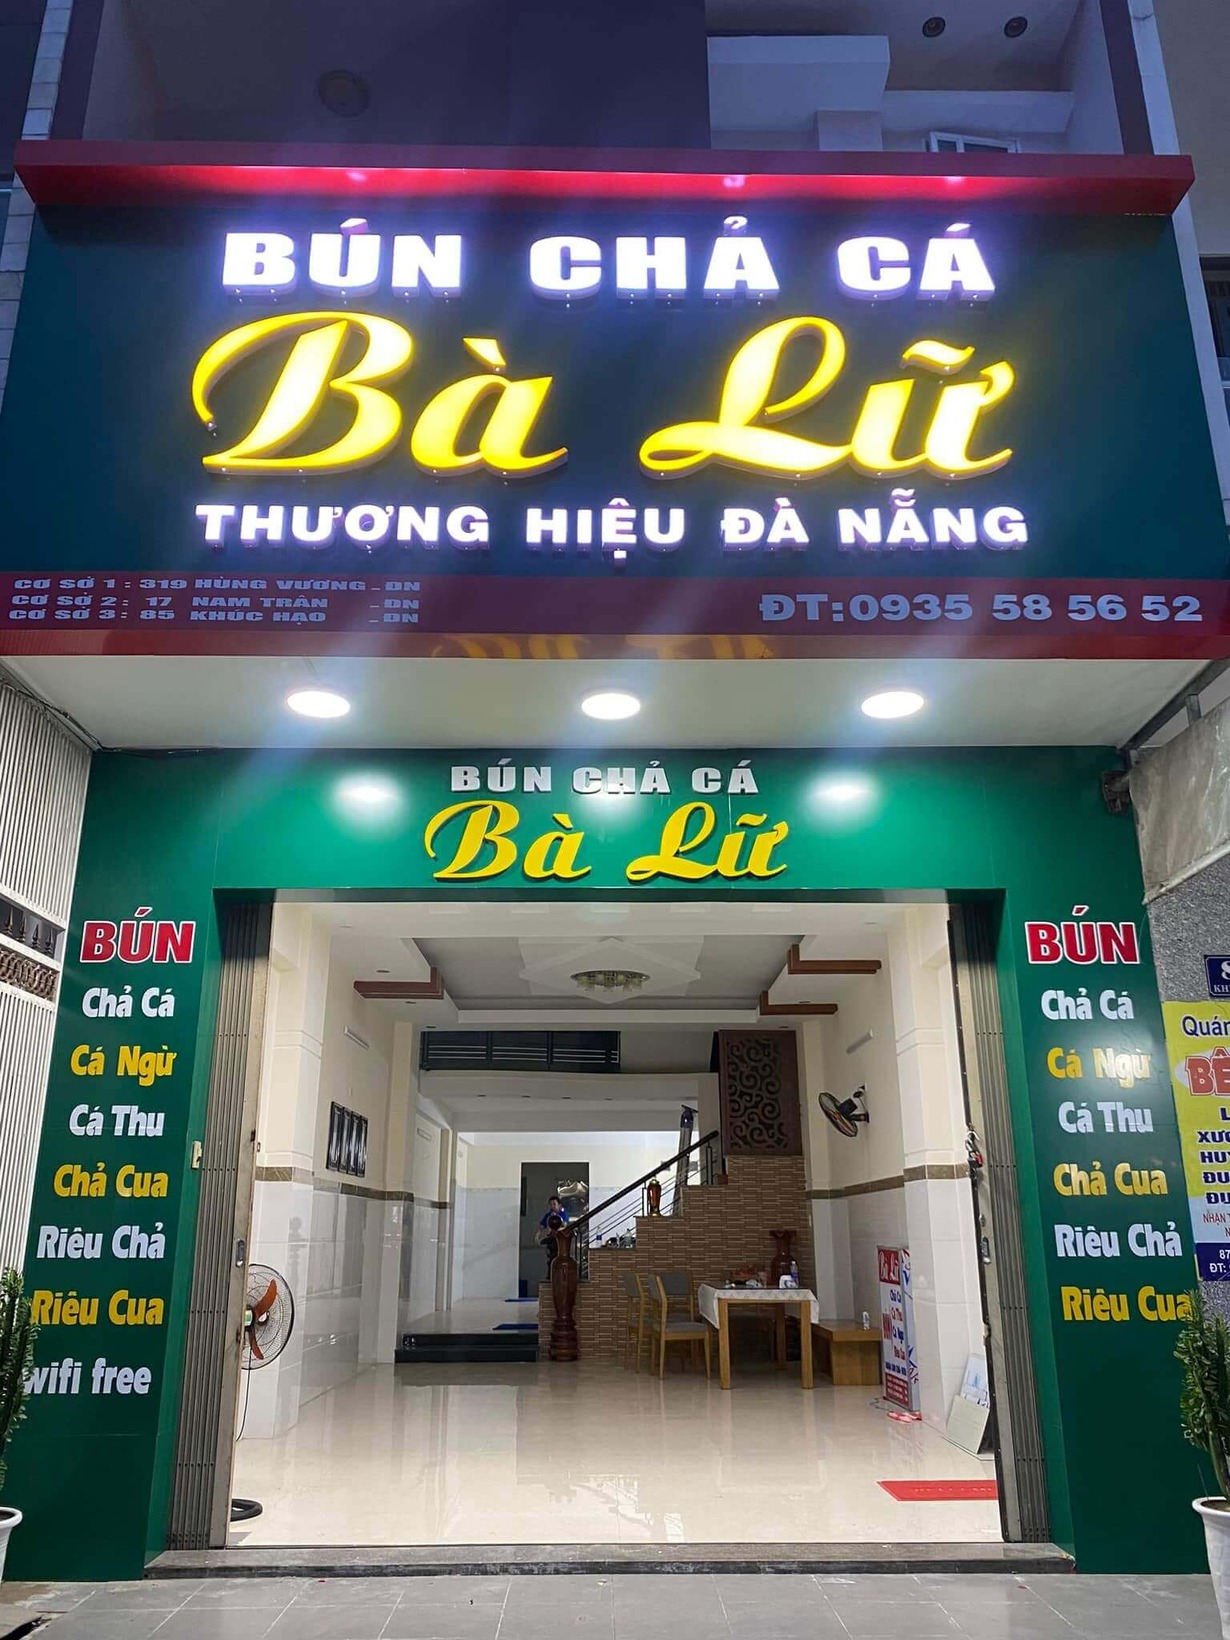 BÚN CHẢ CÁ
Bà Lữ
THƯƠNG HIỆU ĐÀ NẴNG
CƠ SỞ 1 : 319 HÙNG VƯƠNG _ ĐN
CƠ SỞ 2 : 17 NAM TRÂN _ ĐN
CƠ SỞ 3 : 85 KHÚC HẠO _ ĐN
ĐT:0935 58 56 52
BÚN CHẢ CÁ
Bà Lữ
BÚN
Chả Cá
Cá Ngừ
Cá Thu
Chả Cua
Riêu Chả
Riêu Cua
wifi free
BÚN
Chả Cá
Cá Ngừ
Cá Thu
Chả Cua
Riêu Chả
Riêu Cua
Quán
Bà Lữ